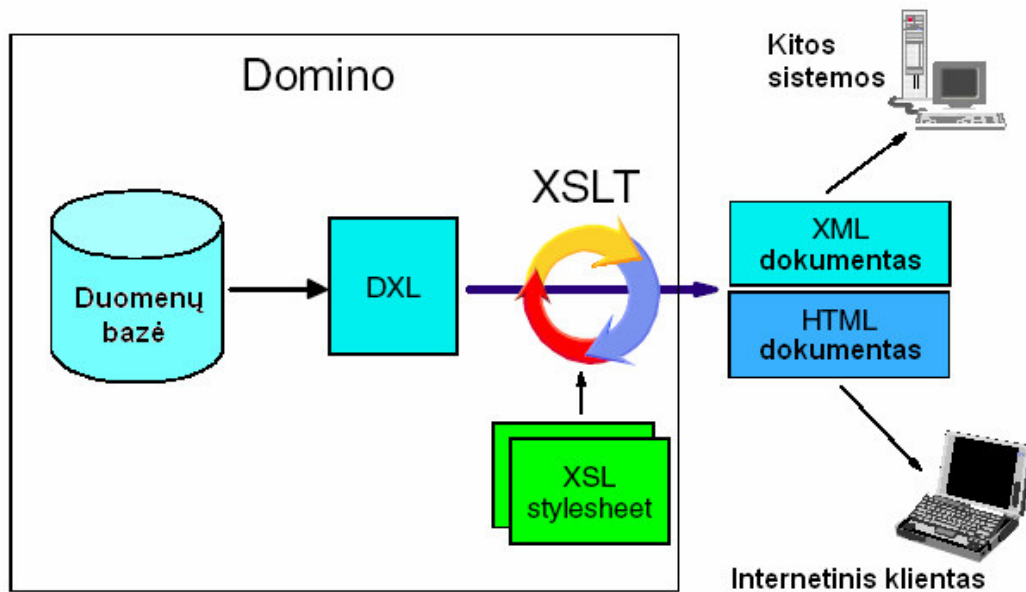 Domino
Kitos
sistemos
XSLT
Duomenų
bazė
DXL
XML
dokumentas
HTML
dokumentas
XSL
stylesheet
Internetinis klientas